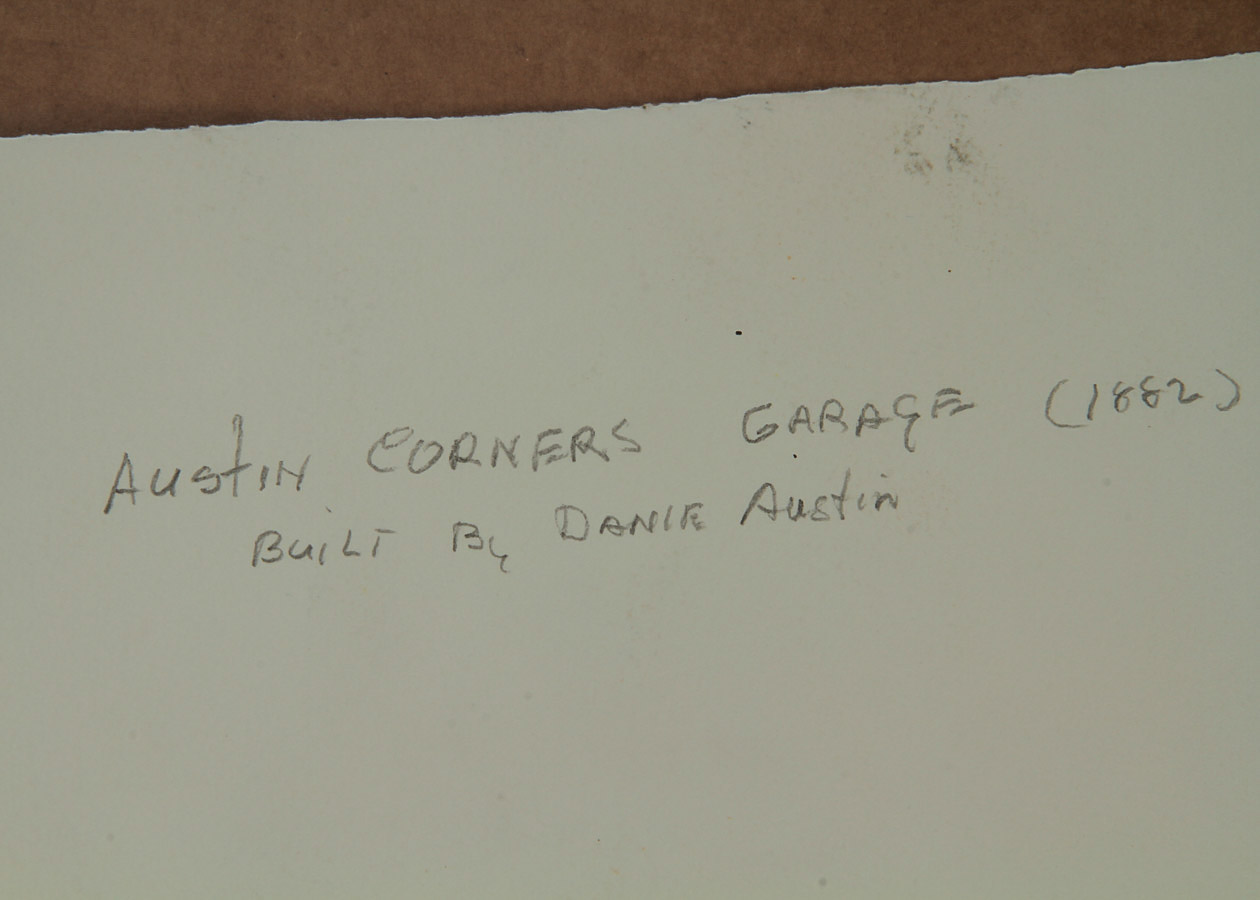 AUStIN CORNERS GARAGE (1882)
BUiLT By DANIE Austin